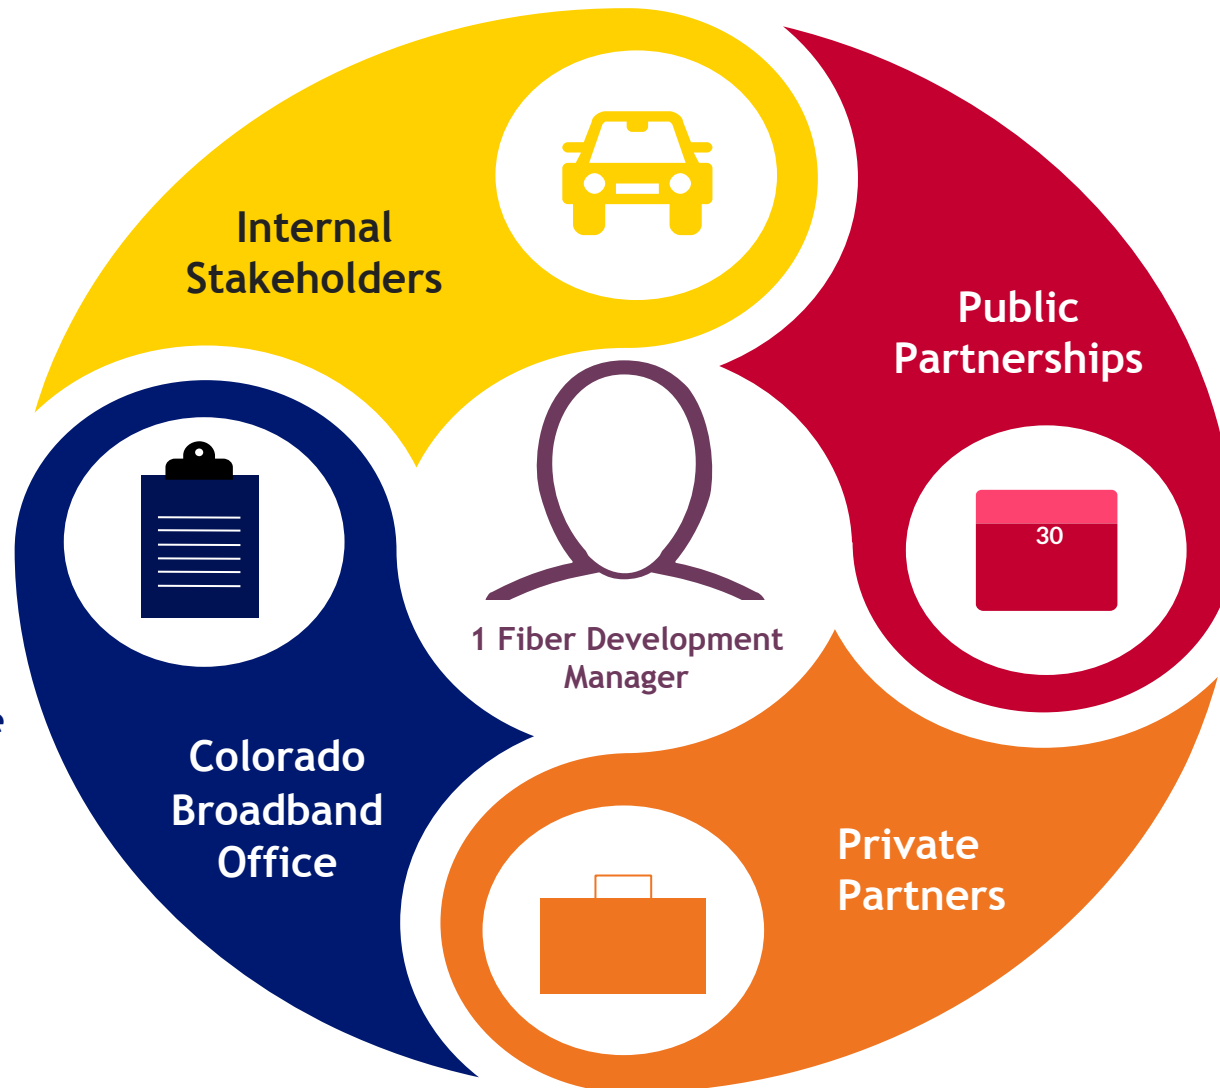 Internal
Stakeholders
Public
Partnerships
30
1 Fiber Development
Manager
Colorado
Broadband
Office
Private
Partners